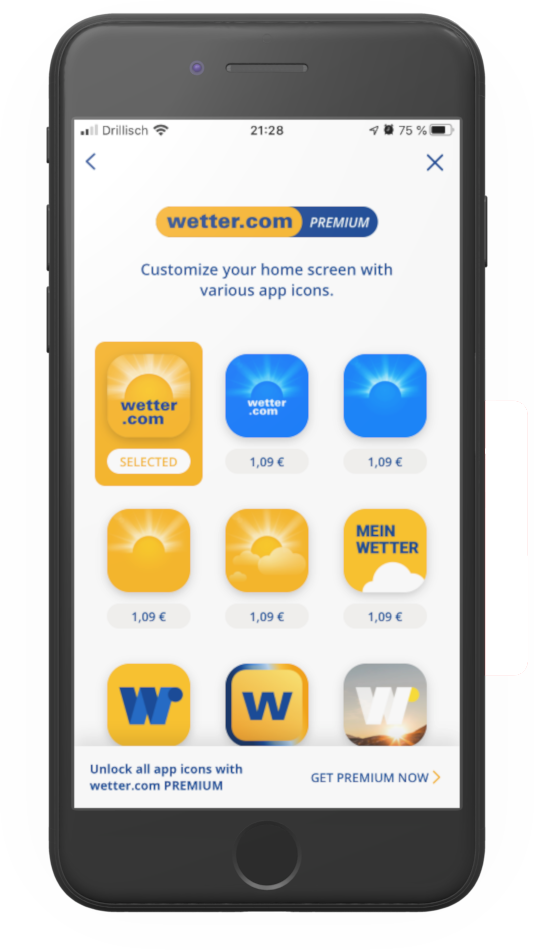 Drillisch
21:28
75 %
wetter.com PREMIUM
Customize your home screen with
various app icons.
wetter
.com
SELECTED
wetter
.com
1,09 €
1,09 €
1,09 €
1,09 €
MEIN
WETTER
1,09 €
W
W
W
Unlock all app icons with
wetter.com PREMIUM
GET PREMIUM NOW